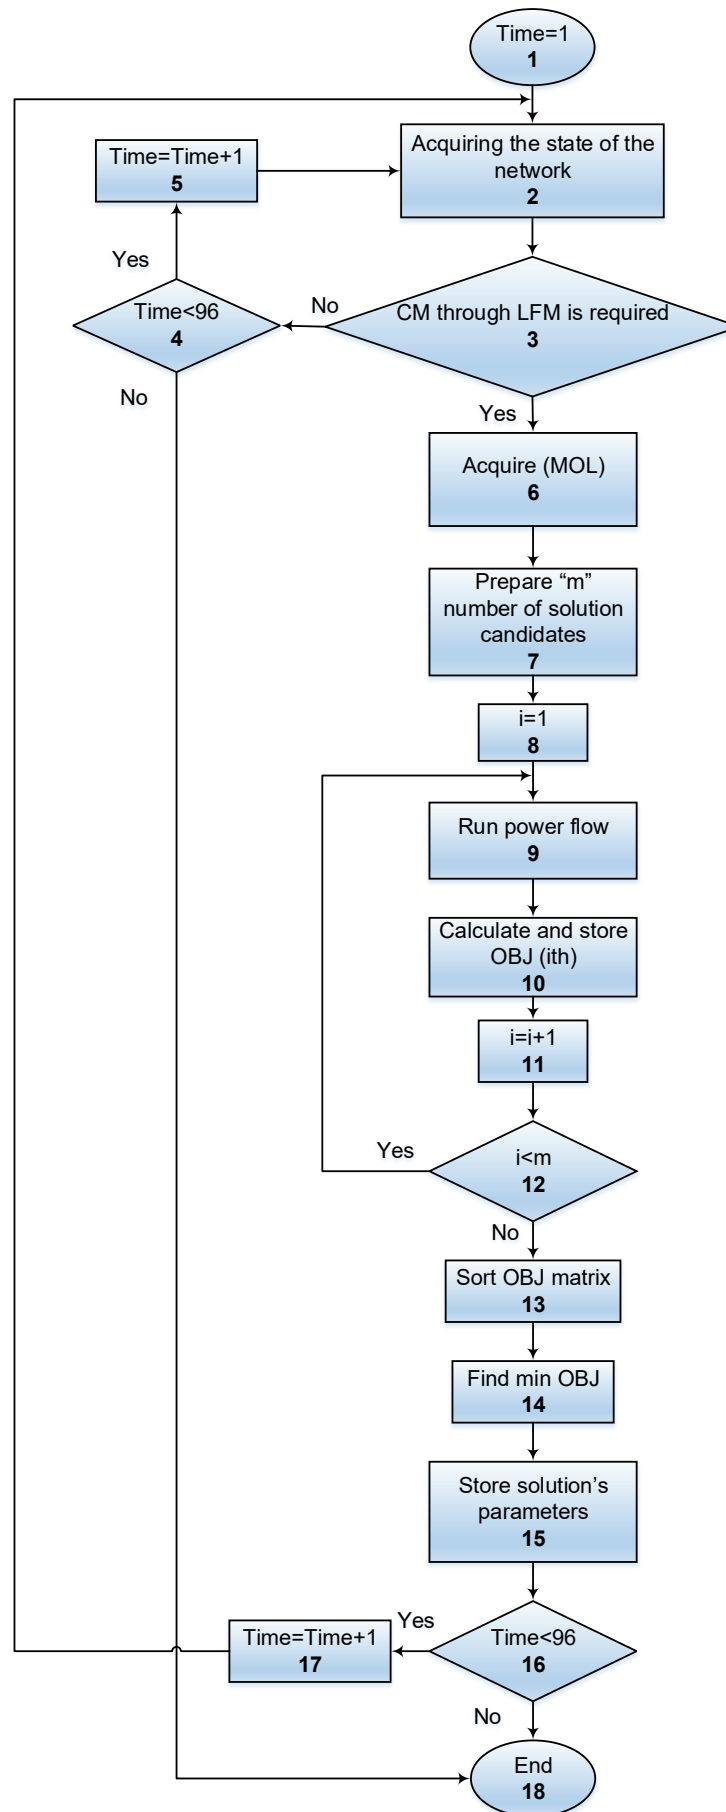 Time=1
1
Acquiring the state of the
network
2
Time=Time+1
5
Yes
Time<96
4
No
CM through LFM is required
3
No
Yes
Acquire (MOL)
6
Prepare “m”
number of solution
candidates
7
i=1
8
Run power flow
9
Calculate and store
OBJ (ith)
10
i=i+1
11
Yes
i<m
12
No
Sort OBJ matrix
13
Find min OBJ
14
Store solution’s
parameters
15
Time=Time+1
17
Yes
Time<96
16
No
End
18